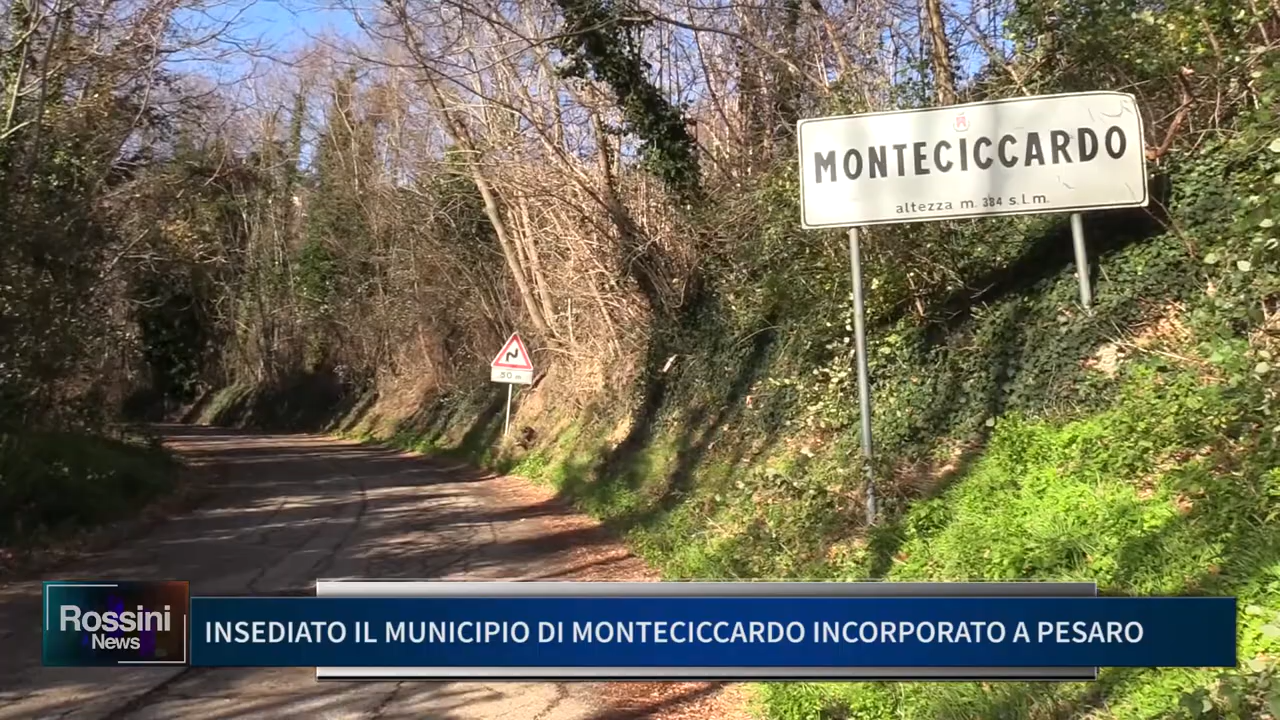 MONTECICCARDO
altezza m. 384 s.l.m.
50 m
Rossini
News
INSEDIATO IL MUNICIPIO DI MONTECICCARDO INCORPORATO A PESARO